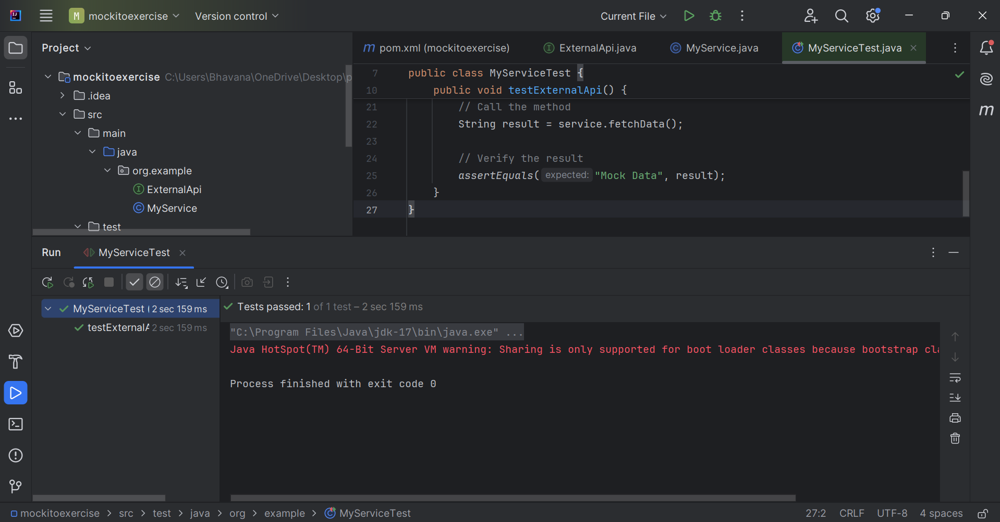 M mockitoexercise Version control Current File
Project
pom.xml (mockitoexercise) ExternalApi.java MyService.java MyServiceTest.java
mockitoexercise C:\Users\Bhavana\OneDrive\Desktop\p
.idea
src
main
java
org.example
ExternalApi
MyService
test
7 public class MyServiceTest {
10 public void testExternalApi() {
21 // Call the method
22 String result = service.fetchData();
23
24 // Verify the result
25 assertEquals( expected: "Mock Data", result);
26 }
27 }
Run MyServiceTest
MyServiceTest ( 2 sec 159 ms
testExternalA 2 sec 159 ms
Tests passed: 1 of 1 test – 2 sec 159 ms
"C:\Program Files\Java\jdk-17\bin\java.exe" ...
Java HotSpot(TM) 64-Bit Server VM warning: Sharing is only supported for boot loader classes because bootstrap cla
Process finished with exit code 0
mockitoexercise > src > test > java > org > example > MyServiceTest 27:2 CRLF UTF-8 4 spaces